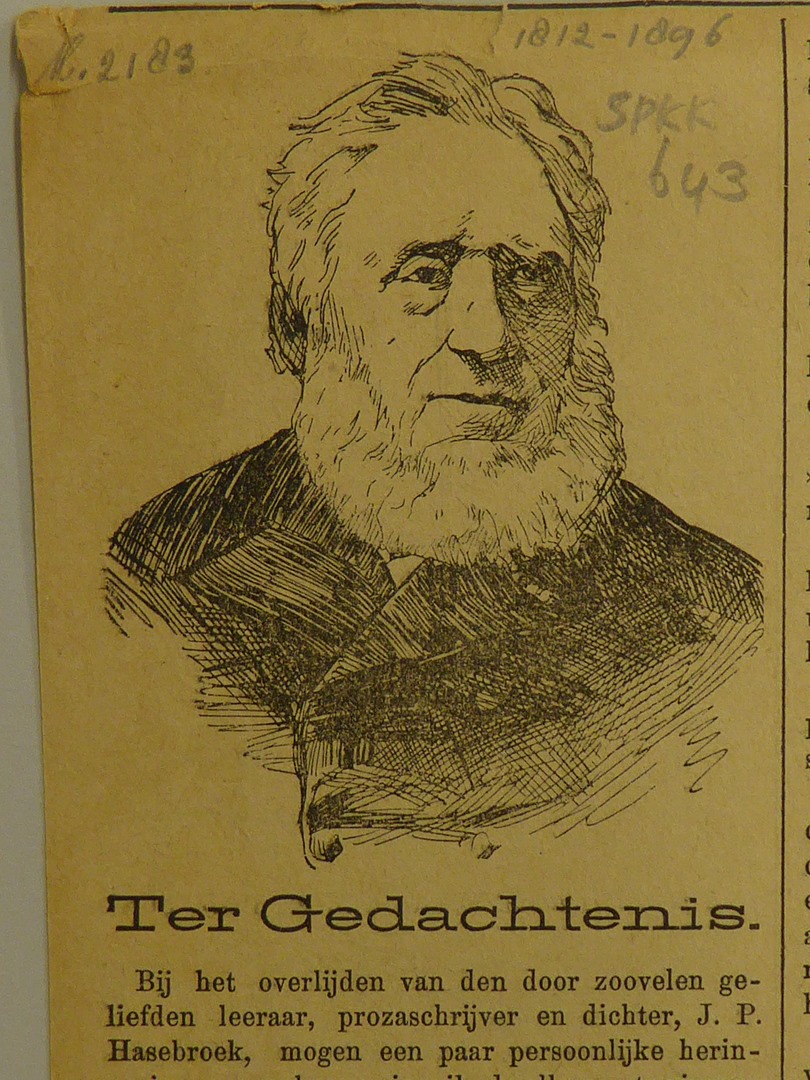 N. 2183
1812-1896
SPKK
643
Ter Gedachtenis.
Bij het overlijden van den door zoovelen ge-
liefden leeraar, prozaschrijver en dichter, J. P.
Hasebroek, mogen een paar persoonlijke herin-